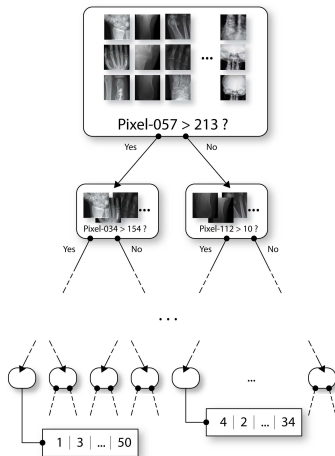 ...
Pixel-057 > 213 ?
Yes No
... ...
Pixel-034 > 154 ? Pixel-112 > 10 ?
Yes No Yes No
...
...
4 | 2 | ... | 34
1 | 3 | ... | 50